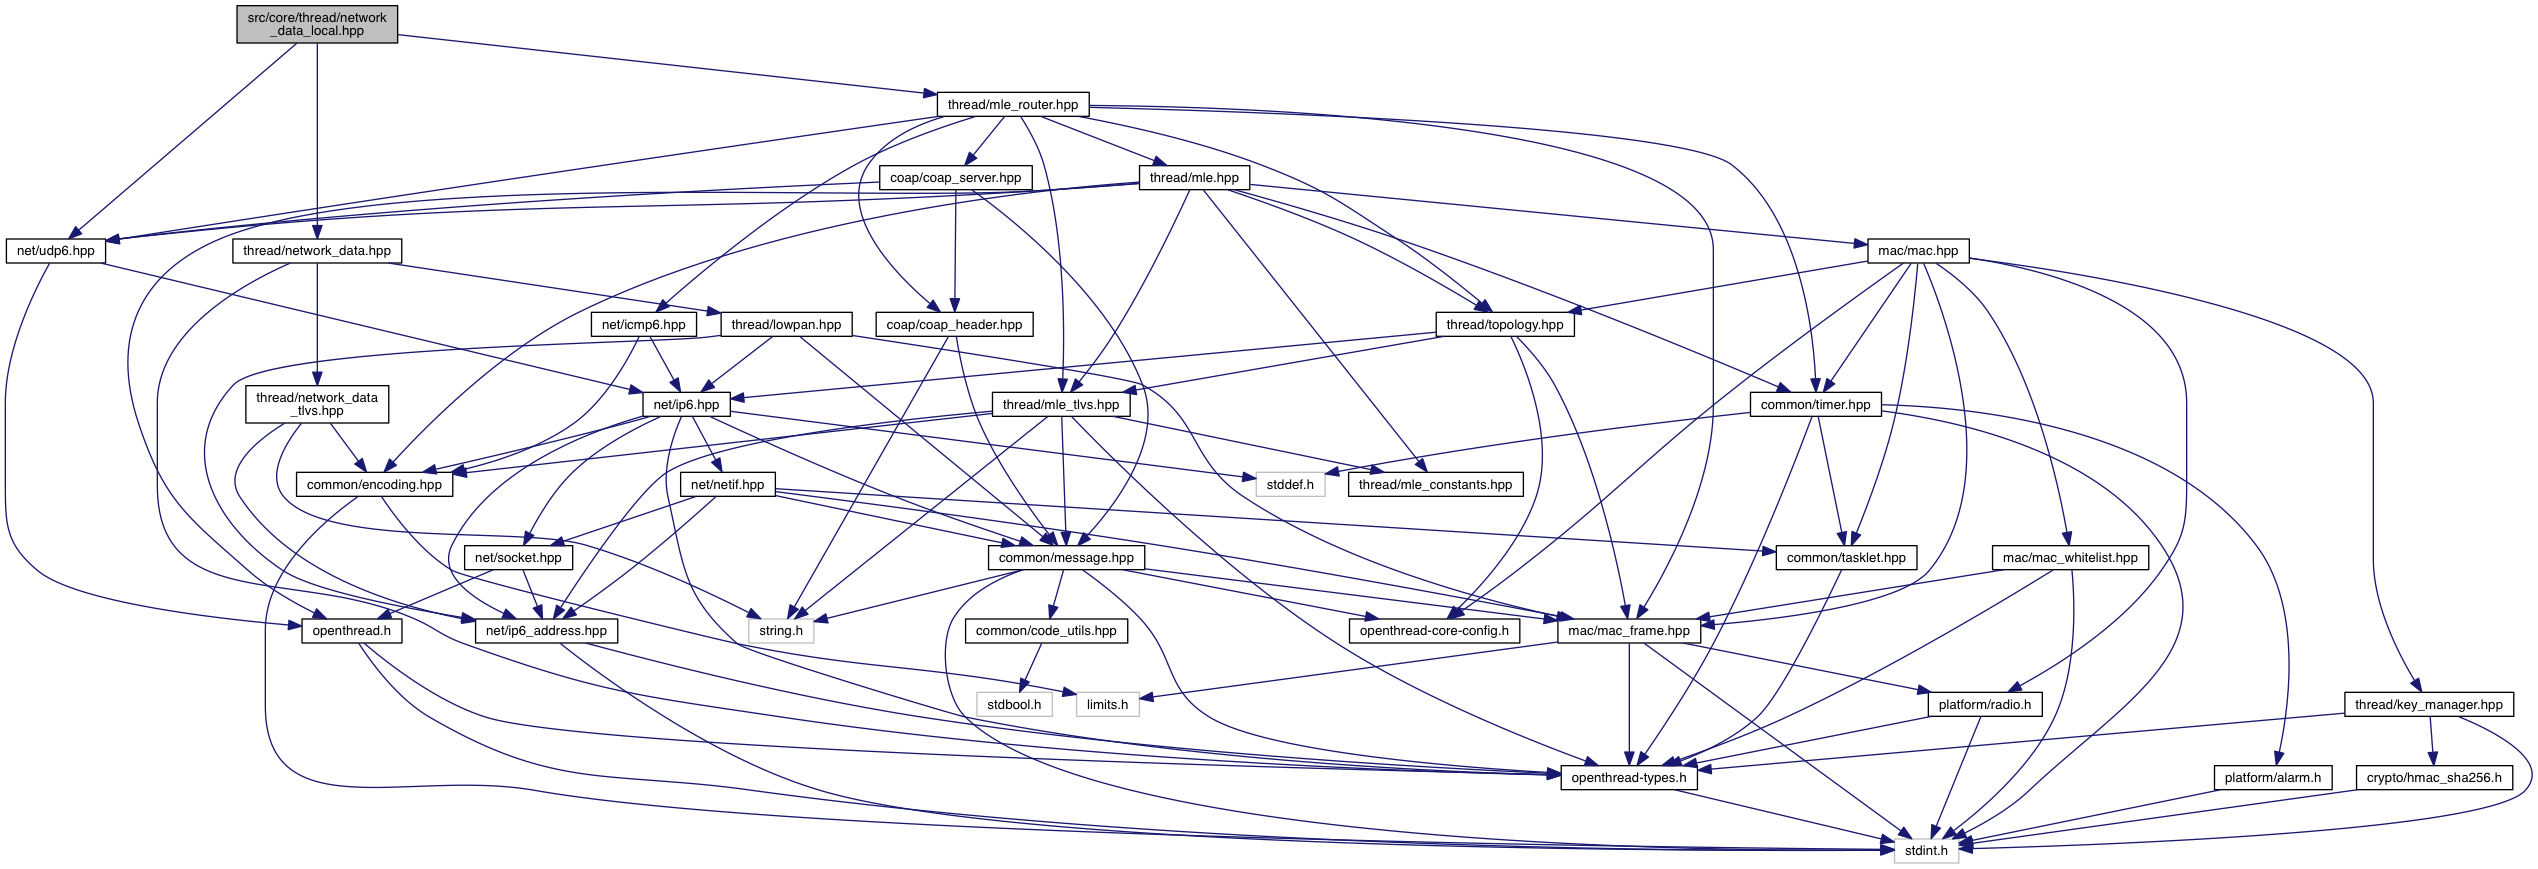 src/core/thread/network
_data_local.hpp
thread/mle_router.hpp
coap/coap_server.hpp
thread/mle.hpp
net/udp6.hpp
thread/network_data.hpp
mac/mac.hpp
net/icmp6.hpp
thread/lowpan.hpp
coap/coap_header.hpp
thread/topology.hpp
thread/network_data
_tlvs.hpp
net/ip6.hpp
thread/mle_tlvs.hpp
common/timer.hpp
common/encoding.hpp
net/netif.hpp
stddef.h
thread/mle_constants.hpp
net/socket.hpp
common/message.hpp
common/tasklet.hpp
mac/mac_whitelist.hpp
openthread.h
net/ip6_address.hpp
string.h
common/code_utils.hpp
openthread-core-config.h
mac/mac_frame.hpp
stdbool.h
limits.h
platform/radio.h
thread/key_manager.hpp
openthread-types.h
platform/alarm.h
crypto/hmac_sha256.h
stdint.h